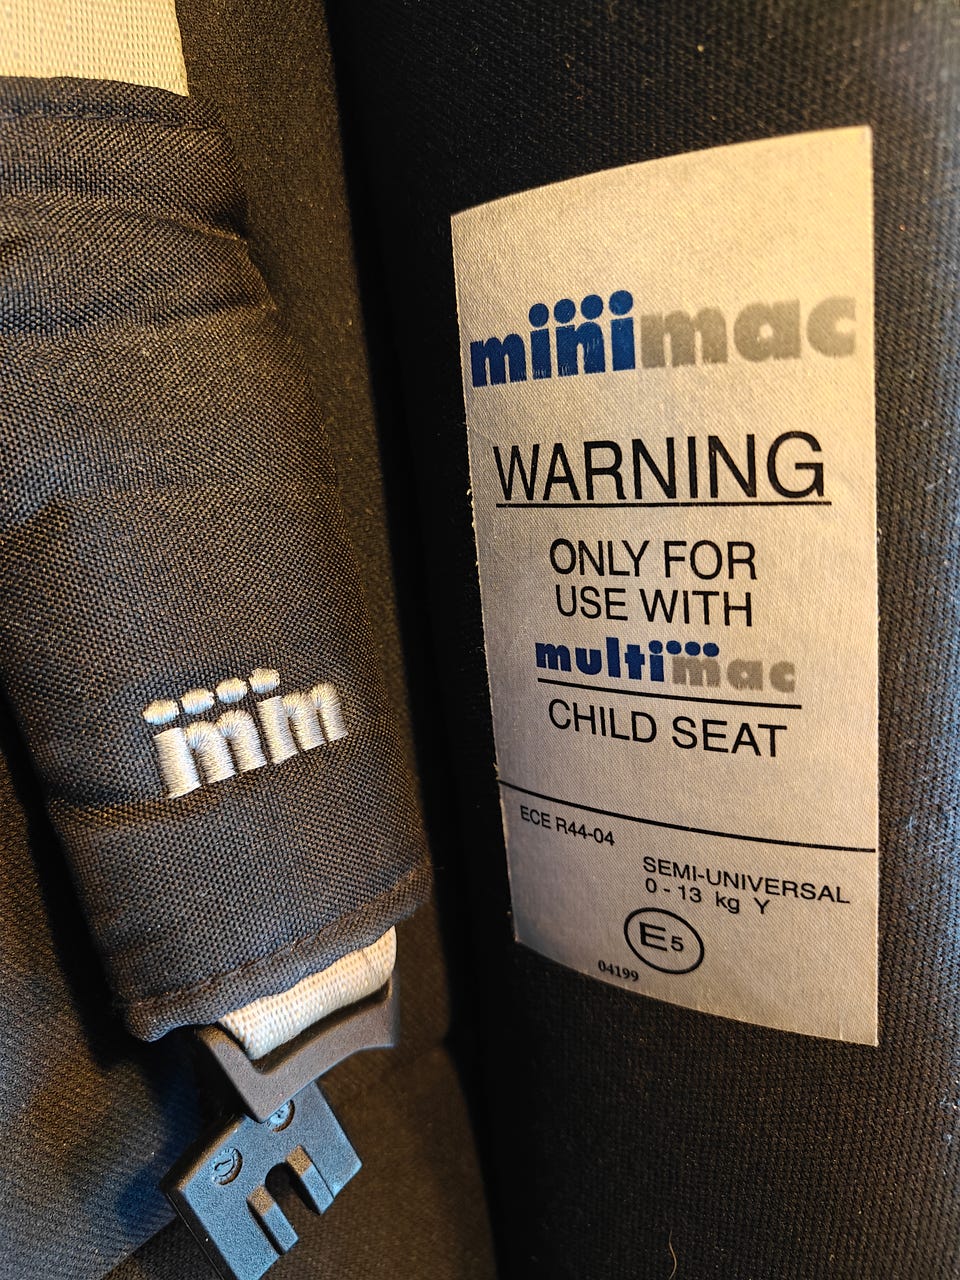 minimac
WARNING
ONLY FOR
USE WITH
multimac
CHILD SEAT
ECE R44-04
SEMI-UNIVERSAL
0 - 13 kg Y
E5
04199
mm